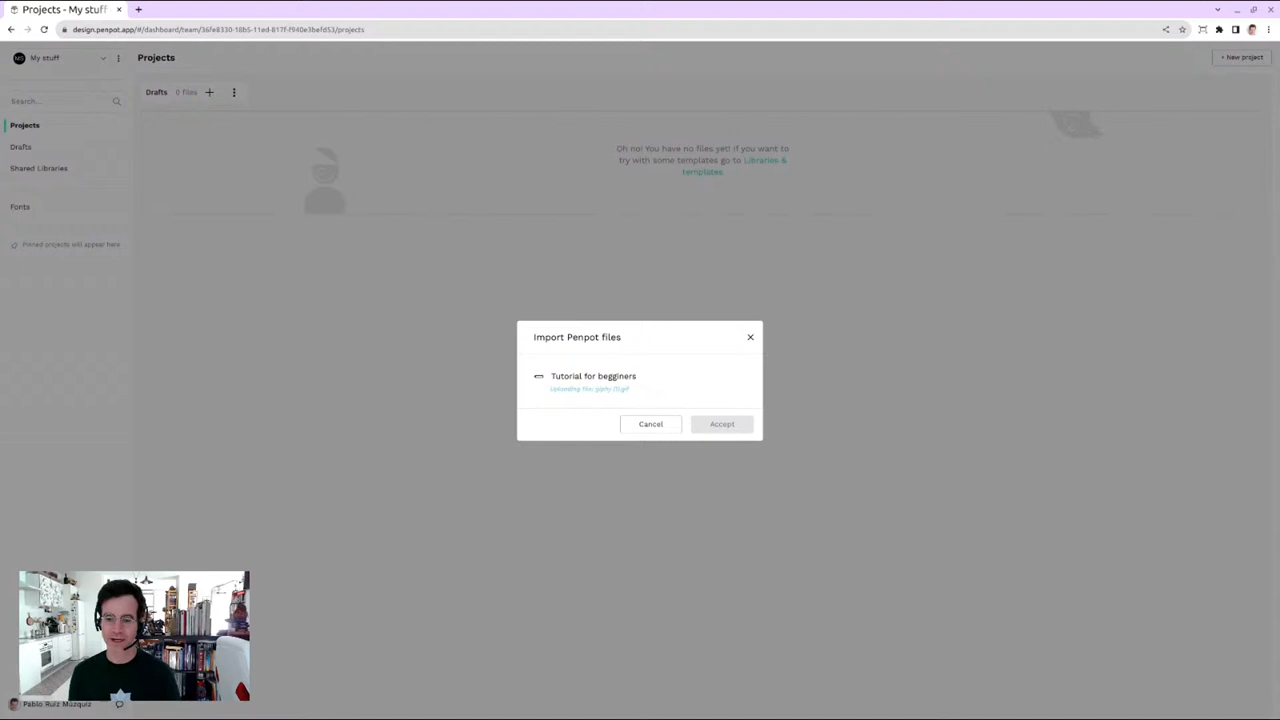 Projects - My stuff
design.penpot.app/#/dashboard/team/36fe8330-18b5-11ed-817f-f940e3befd53/projects
MS My stuff
Projects
+ New project
Search...
Drafts 0 files
Projects
Drafts
Shared Libraries
Fonts
Pinned projects will appear here
Oh no! You have no files yet! If you want
to try with some templates go to Libraries &
templates.
Import Penpot files
Tutorial for begginers
Uploading file:
Cancel
Accept
Pablo Ruiz Múzquiz